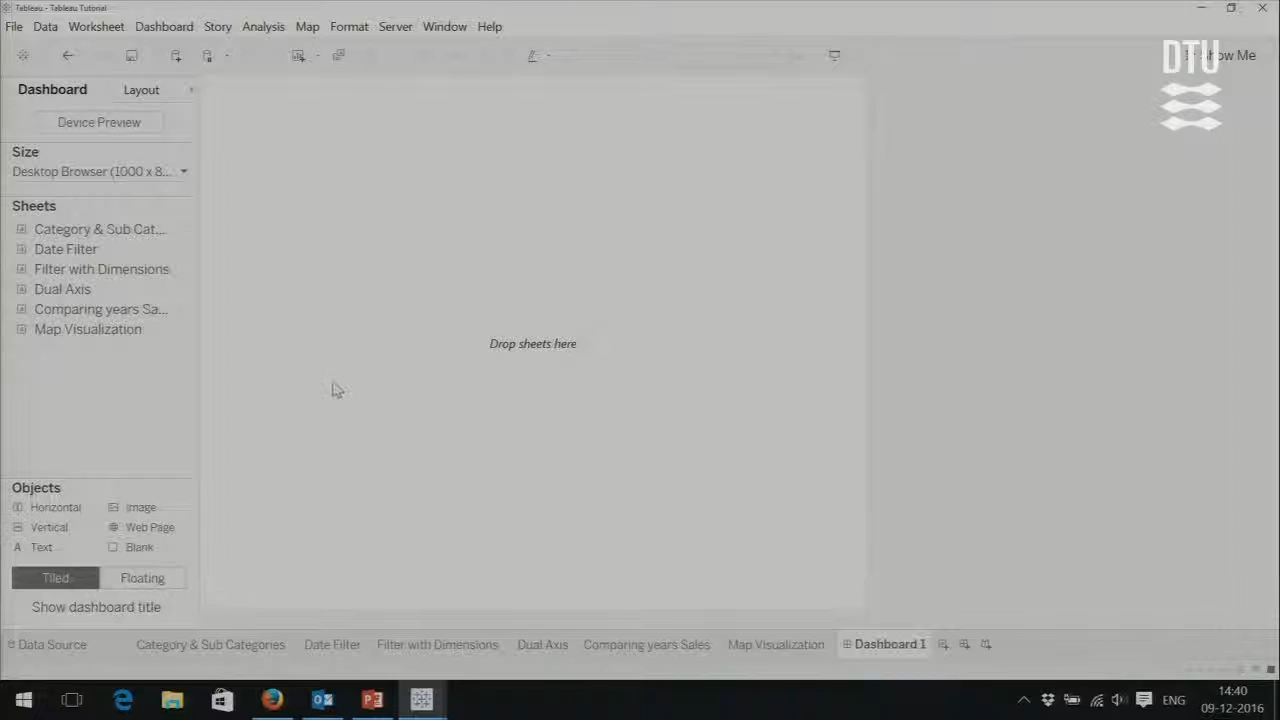 Tableau - Tableau Tutorial
File Data Worksheet Dashboard Story Analysis Map Format Server Window Help
Show Me
DTU
Dashboard Layout
Device Preview
Size
Desktop Browser (1000 x 8...
Sheets
Category & Sub Cat...
Date Filter
Filter with Dimensions
Dual Axis
Comparing years Sa...
Map Visualization
Drop sheets here
Objects
Horizontal Image
Vertical Web Page
A Text Blank
Tiled Floating
Show dashboard title
Data Source Category & Sub Categories Date Filter Filter with Dimensions Dual Axis Comparing years Sales Map Visualization Dashboard 1
ENG
14:40
09-12-2016